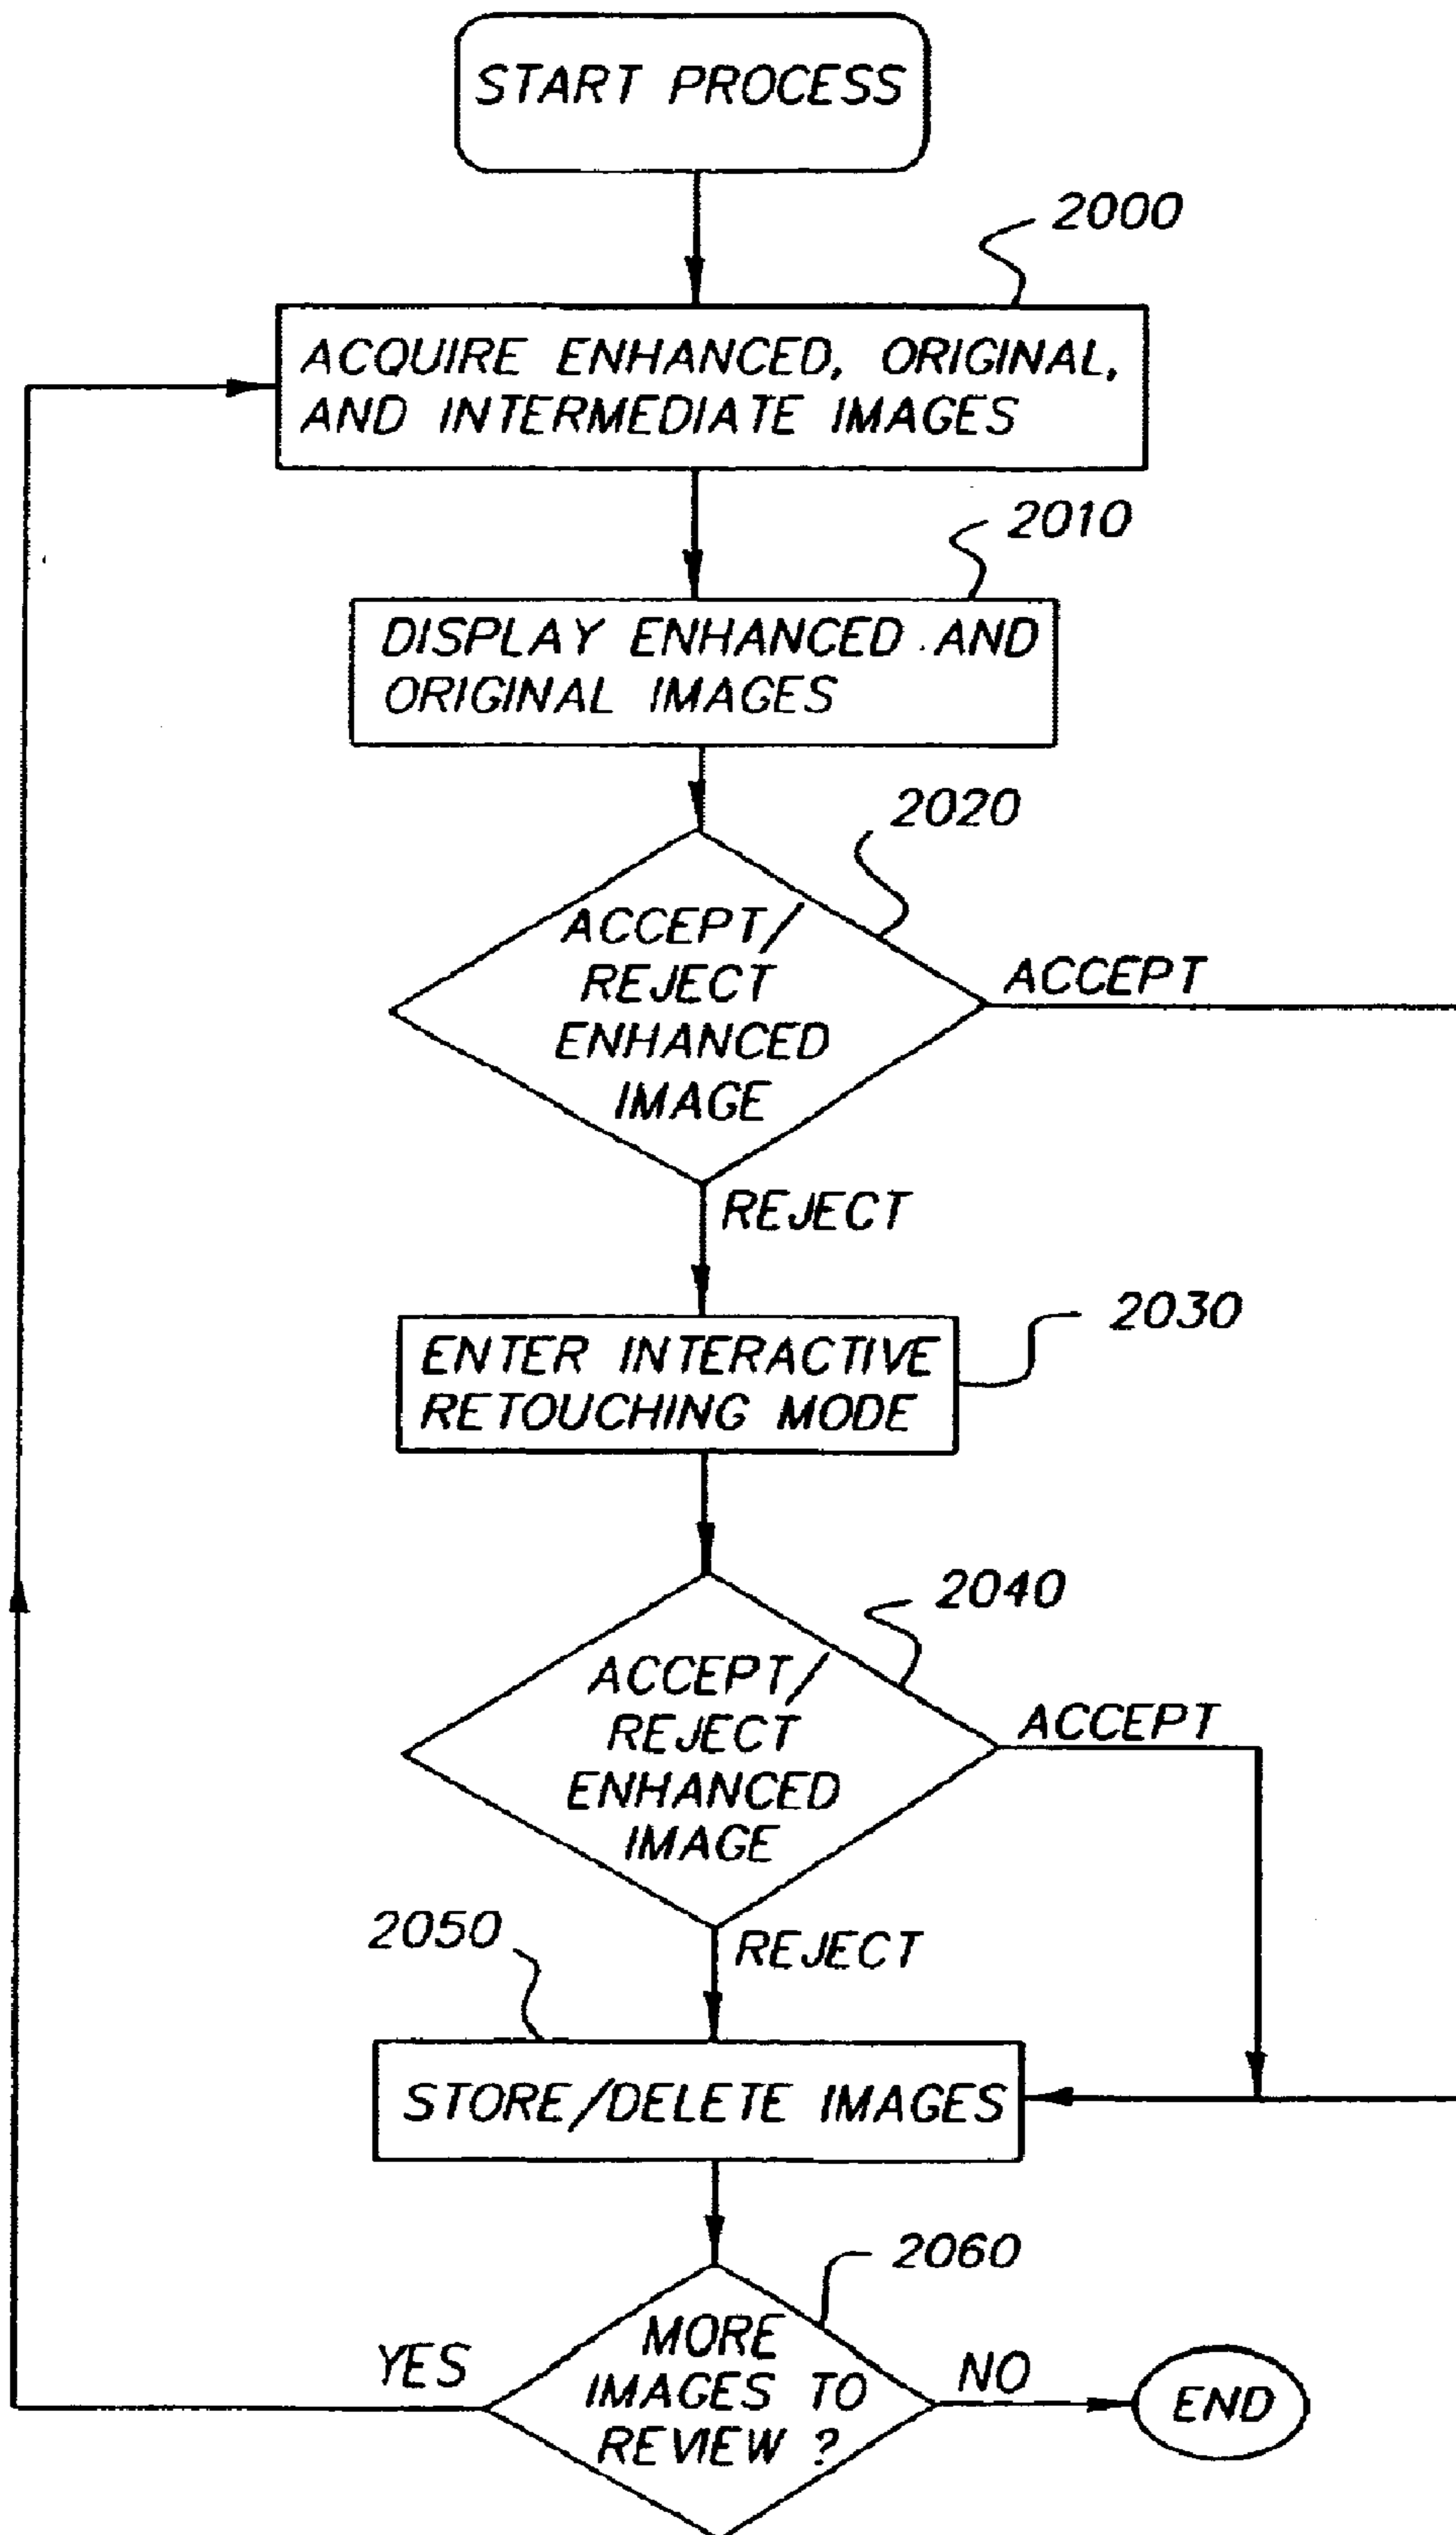 START PROCESS
2000
ACQUIRE ENHANCED, ORIGINAL,
AND INTERMEDIATE IMAGES
2010
DISPLAY ENHANCED AND
ORIGINAL IMAGES
2020
ACCEPT/
REJECT
ENHANCED
IMAGE
ACCEPT
REJECT
2030
ENTER INTERACTIVE
RETOUCHING MODE
2040
ACCEPT/
REJECT
ENHANCED
IMAGE
ACCEPT
REJECT
2050
STORE/DELETE IMAGES
2060
MORE
IMAGES TO
REVIEW ?
YES
NO
END